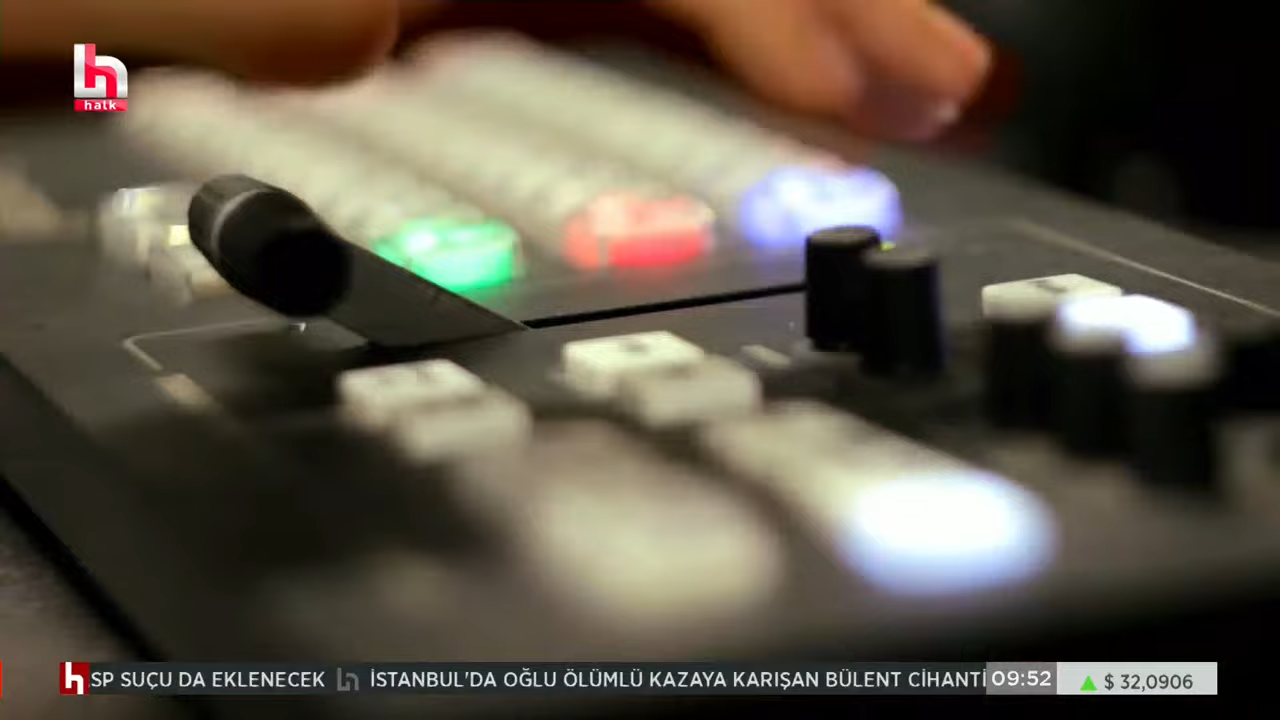 halk
SP SUÇU DA EKLENECEK İSTANBUL'DA OĞLU ÖLÜMLÜ KAZAYA KARIŞAN BÜLENT CİHANTİ 09:52 $ 32,0906